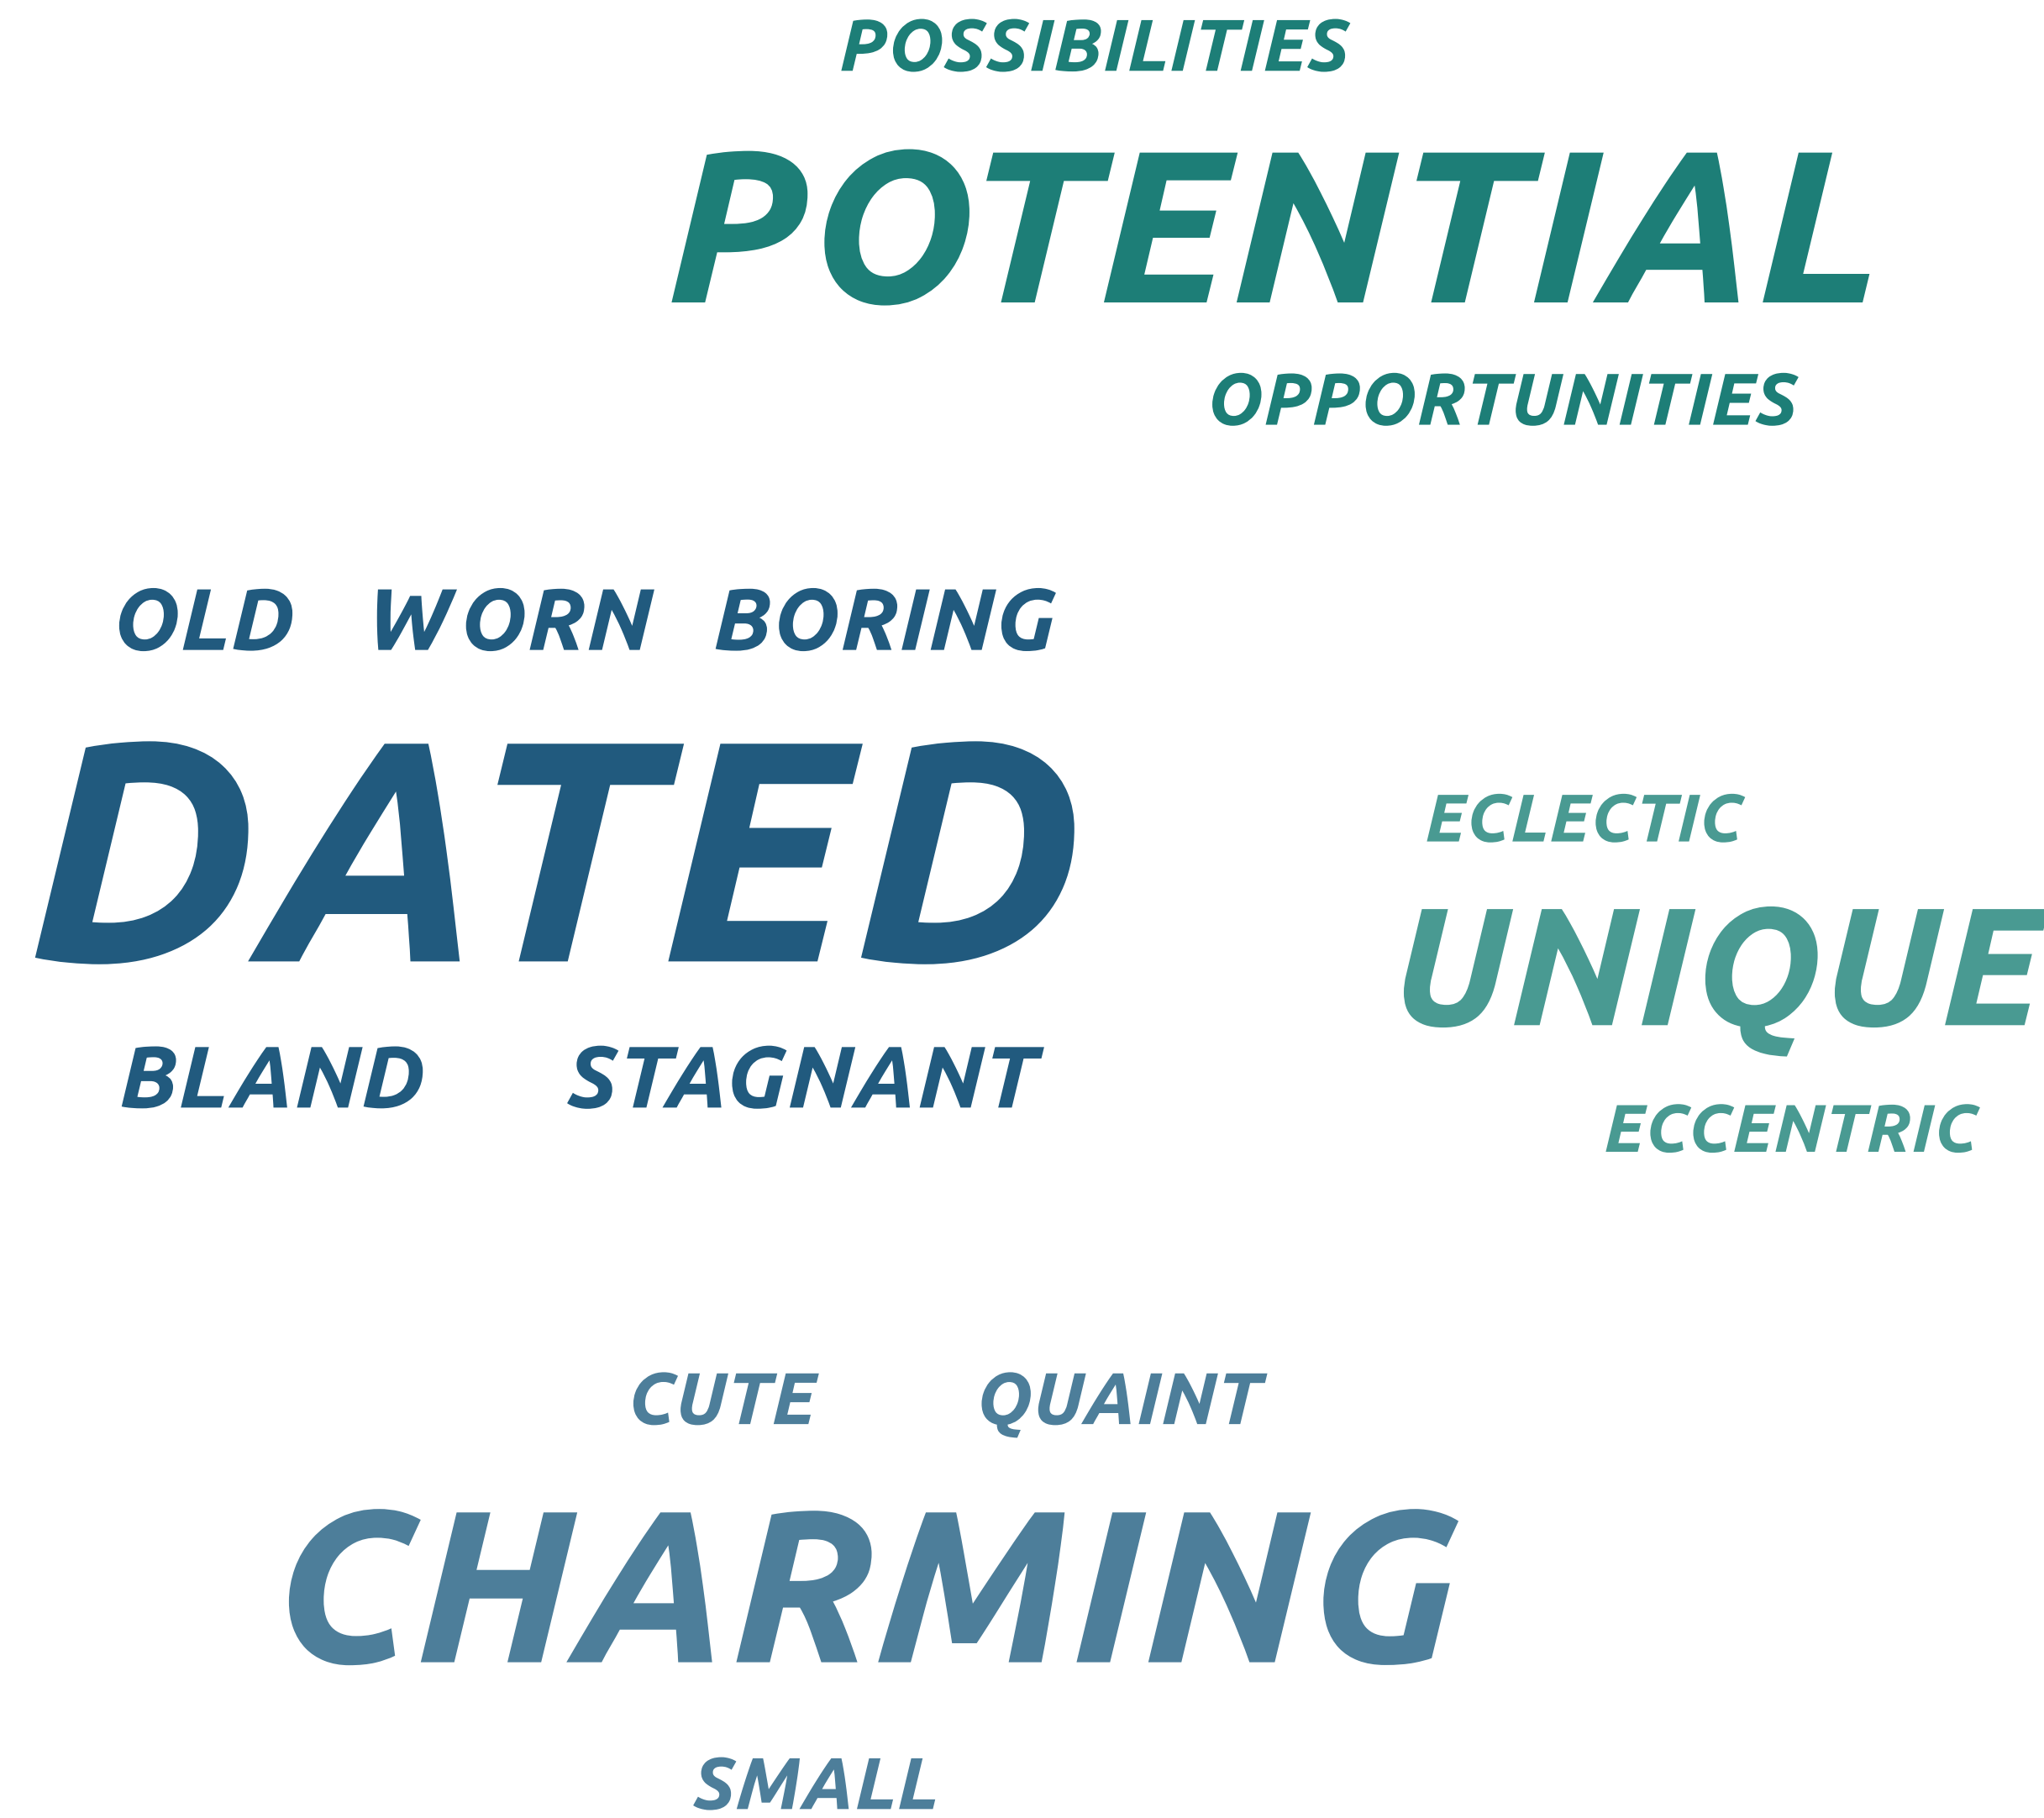 POSSIBILITIES
POTENTIAL
OPPORTUNITIES
OLD WORN BORING
DATED
BLAND STAGNANT
ECLECTIC
UNIQUE
ECCENTRIC
CUTE QUAINT
CHARMING
SMALL